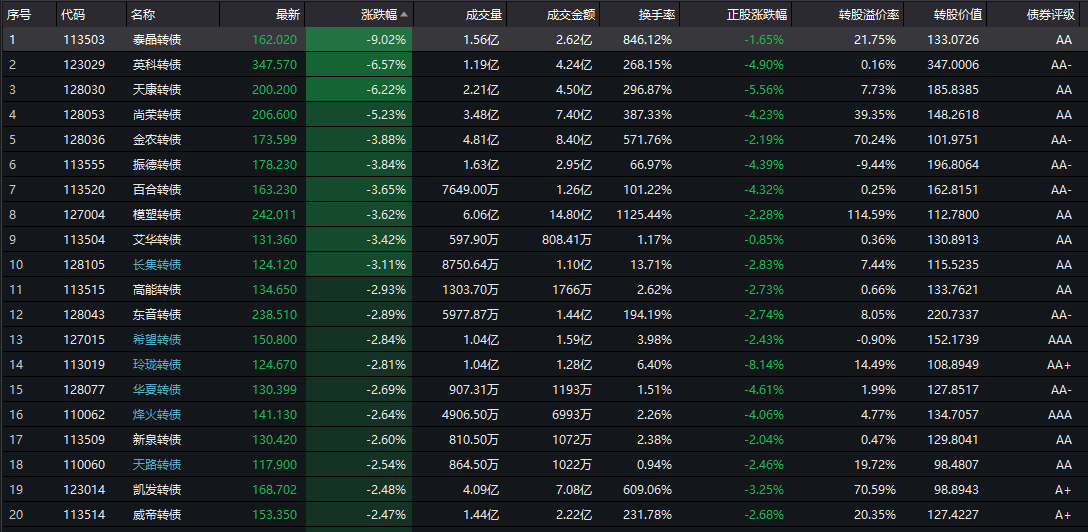 序号 代码 名称 最新 涨跌幅 成交量 成交金额 换手率 正股涨跌幅 转股溢价率 转股价值 债券评级
1 113503 泰晶转债 162.020 -9.02% 1.56亿 2.62亿 846.12% -1.65% 21.75% 133.0726 AA
2 123029 英科转债 347.570 -6.57% 1.19亿 4.24亿 268.15% -4.90% 0.16% 347.0006 AA-
3 128030 天康转债 200.200 -6.22% 2.21亿 4.50亿 296.87% -5.56% 7.73% 185.8385 AA
4 128053 尚荣转债 206.600 -5.23% 3.48亿 7.40亿 387.33% -4.23% 39.35% 148.2618 AA
5 128036 金农转债 173.599 -3.88% 4.81亿 8.40亿 571.76% -2.19% 70.24% 101.9751 AA-
6 113555 振德转债 178.230 -3.84% 1.63亿 2.95亿 66.97% -4.39% -9.44% 196.8064 AA-
7 113520 百合转债 163.230 -3.65% 7649.00万 1.26亿 101.22% -4.32% 0.25% 162.8151 AA-
8 127004 模塑转债 242.011 -3.62% 6.06亿 14.80亿 1125.44% -2.28% 114.59% 112.7800 AA
9 113504 艾华转债 131.360 -3.42% 597.90万 808.41万 1.17% -0.85% 0.36% 130.8913 AA
10 128105 长集转债 124.120 -3.11% 8750.64万 1.10亿 13.71% -2.83% 7.44% 115.5235 AA
11 113515 高能转债 134.650 -2.93% 1303.70万 1766万 2.62% -2.73% 0.66% 133.7621 AA
12 128043 东音转债 238.510 -2.89% 5977.87万 1.44亿 194.19% -2.74% 8.05% 220.7337 AA-
13 127015 希望转债 150.800 -2.84% 1.04亿 1.59亿 3.98% -2.43% -0.90% 152.1739 AAA
14 113019 玲珑转债 124.670 -2.81% 1.04亿 1.28亿 6.40% -8.14% 14.49% 108.8949 AA+
15 128077 华夏转债 130.399 -2.69% 907.31万 1193万 1.51% -4.61% 1.99% 127.8517 AA-
16 110062 烽火转债 141.130 -2.64% 4906.50万 6993万 2.26% -4.06% 4.77% 134.7057 AAA
17 113509 新泉转债 130.420 -2.60% 810.50万 1072万 2.38% -2.04% 0.47% 129.8041 AA
18 110060 天路转债 117.900 -2.54% 864.50万 1022万 0.94% -2.46% 19.72% 98.4807 AA
19 123014 凯发转债 168.702 -2.48% 4.09亿 7.08亿 609.06% -3.25% 70.59% 98.8943 A+
20 113514 威帝转债 153.350 -2.47% 1.44亿 2.22亿 231.78% -2.68% 20.35% 127.4227 A+